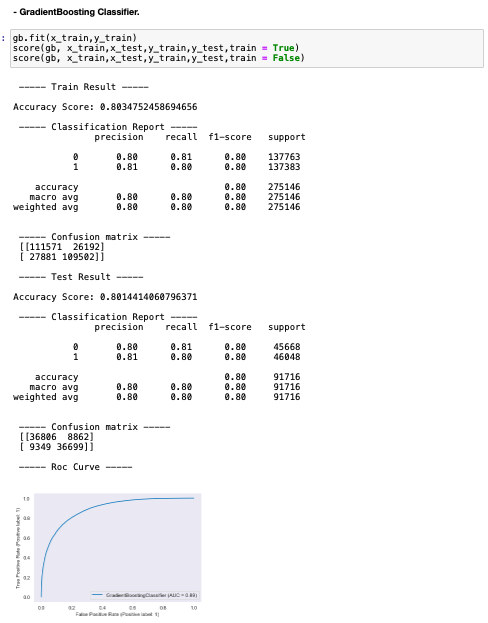 - GradientBoosting Classifier.
: gb.fit(x_train,y_train)
score(gb, x_train,x_test,y_train,y_test,train = True)
score(gb, x_train,x_test,y_train,y_test,train = False)
----- Train Result -----
Accuracy Score: 0.8034752458694656
----- Classification Report -----
precision recall f1-score support
0 0.80 0.81 0.80 137763
1 0.81 0.80 0.80 137383
accuracy 0.80 275146
macro avg 0.80 0.80 0.80 275146
weighted avg 0.80 0.80 0.80 275146
----- Confusion matrix -----
[[111571 26192]
[ 27881 109502]]
----- Test Result -----
Accuracy Score: 0.8014414060796371
----- Classification Report -----
precision recall f1-score support
0 0.80 0.81 0.80 45668
1 0.81 0.80 0.80 46048
accuracy 0.80 91716
macro avg 0.80 0.80 0.80 91716
weighted avg 0.80 0.80 0.80 91716
----- Confusion matrix -----
[[36806 8862]
[ 9349 36699]]
----- Roc Curve -----
True Positive Rate (Positive label: 1)
1.0
0.8
0.6
0.4
0.2
0.0
GradientBoostingClassifier (AUC = 0.89)
0.0 0.2 0.4 0.6 0.8 1.0
False Positive Rate (Positive label: 1)